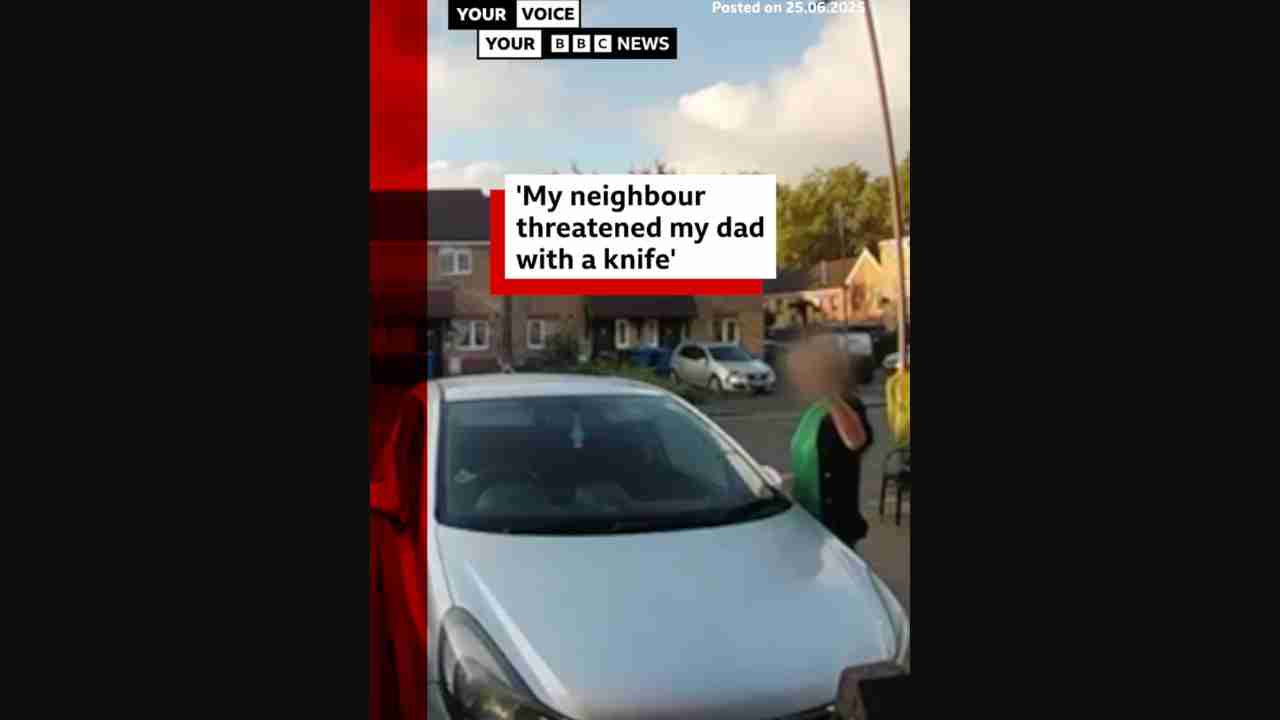 YOUR VOICE
YOUR BBC NEWS
Posted on 25.06.2025
'My neighbour
threatened my dad
with a knife'